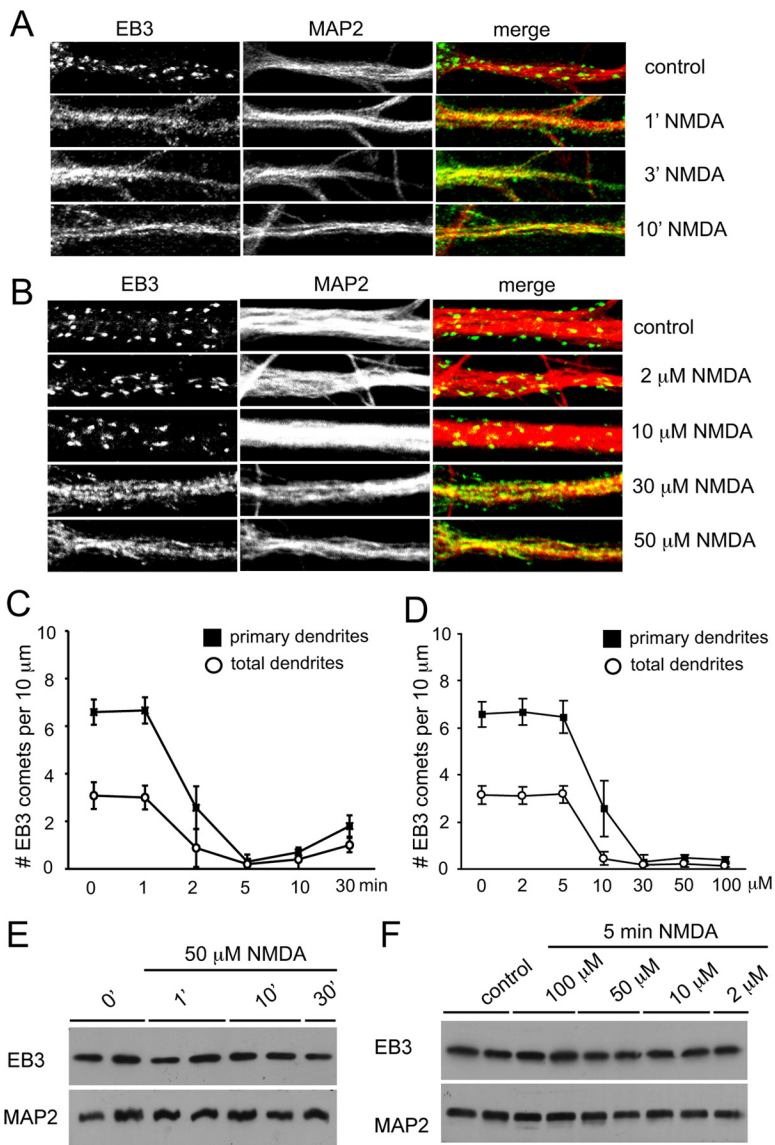 A
EB3 MAP2 merge
control
1' NMDA
3' NMDA
10' NMDA
B
EB3 MAP2 merge
control
2 μM NMDA
10 μM NMDA
30 μM NMDA
50 μM NMDA
C
# EB3 comets per 10 μm
10
8
6
4
2
0
primary dendrites
total dendrites
0 1 2 5 10 30 min
D
# EB3 comets per 10 μm
10
8
6
4
2
0
primary dendrites
total dendrites
0 2 5 10 30 50 100 μM
E
50 μM NMDA
0' 1' 10' 30'
EB3
MAP2
F
5 min NMDA
control 100 μM 50 μM 10 μM 2 μM
EB3
MAP2